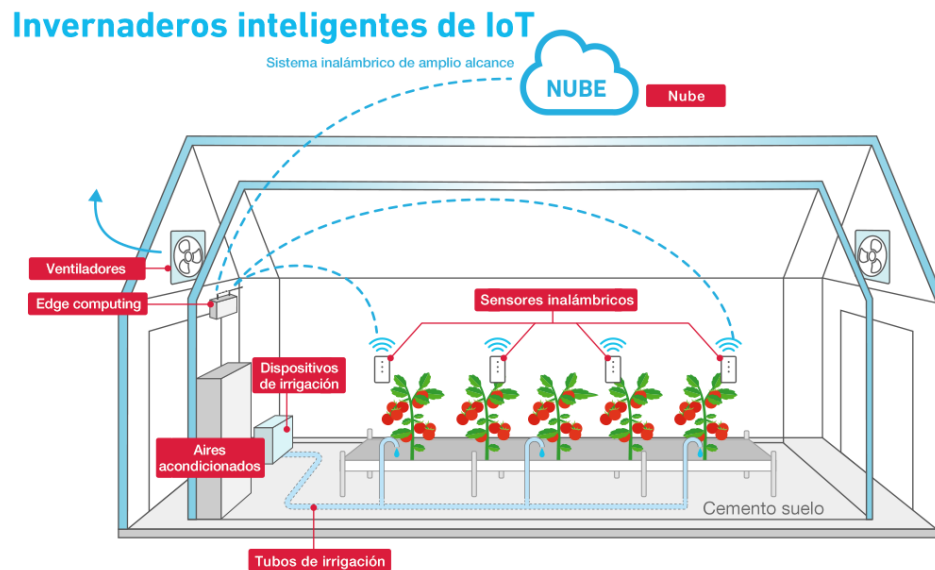 Invernaderos inteligentes de IoT
Sistema inalámbrico de amplio alcance
NUBE
Nube
Ventiladores
Edge computing
Sensores inalámbricos
Dispositivos
de irrigación
Aires
acondicionados
Cemento suelo
Tubos de irrigación